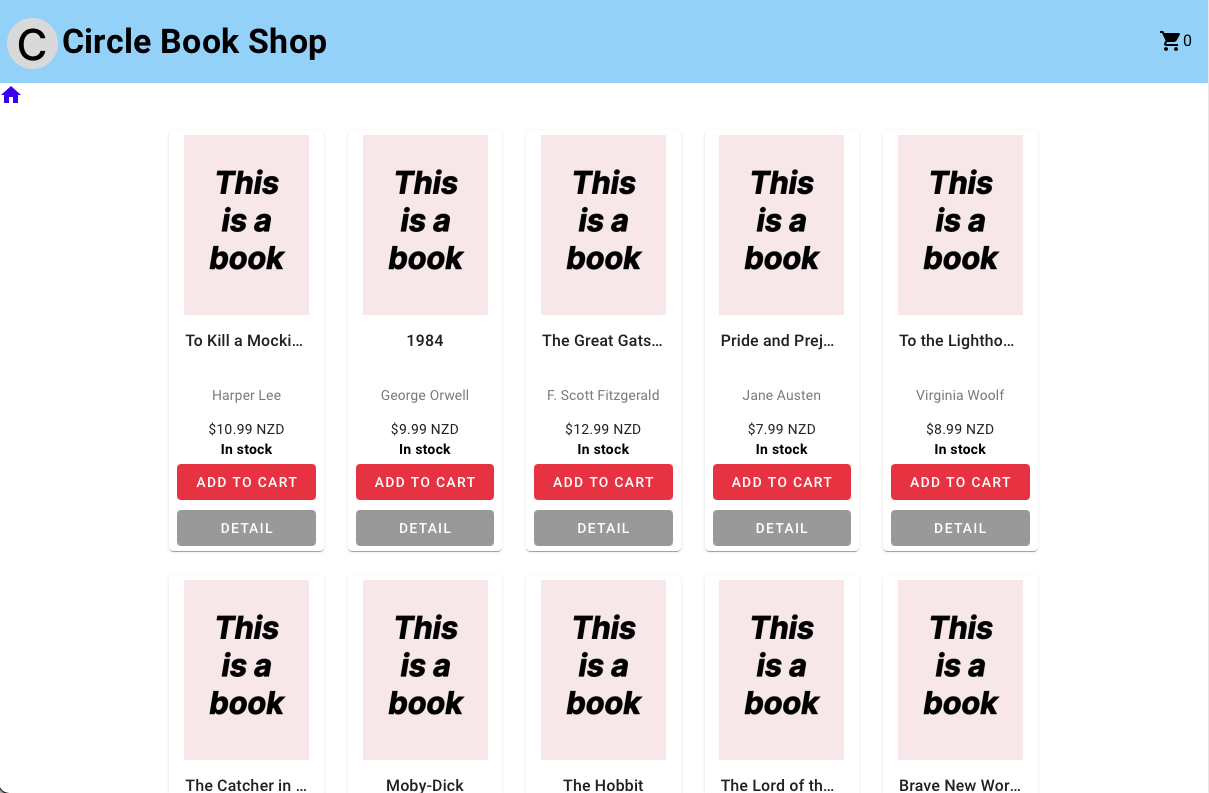 C Circle Book Shop
0
This This This This This
is a is a is a is a is a
book book book book book
To Kill a Mocki... 1984 The Great Gats... Pride and Prej... To the Lightho...
Harper Lee George Orwell F. Scott Fitzgerald Jane Austen Virginia Woolf
$10.99 NZD $9.99 NZD $12.99 NZD $7.99 NZD $8.99 NZD
In stock In stock In stock In stock In stock
ADD TO CART ADD TO CART ADD TO CART ADD TO CART ADD TO CART
DETAIL DETAIL DETAIL DETAIL DETAIL
This This This This This
is a is a is a is a is a
book book book book book
The Catcher in ... Moby-Dick The Hobbit The Lord of th... Brave New Wor...